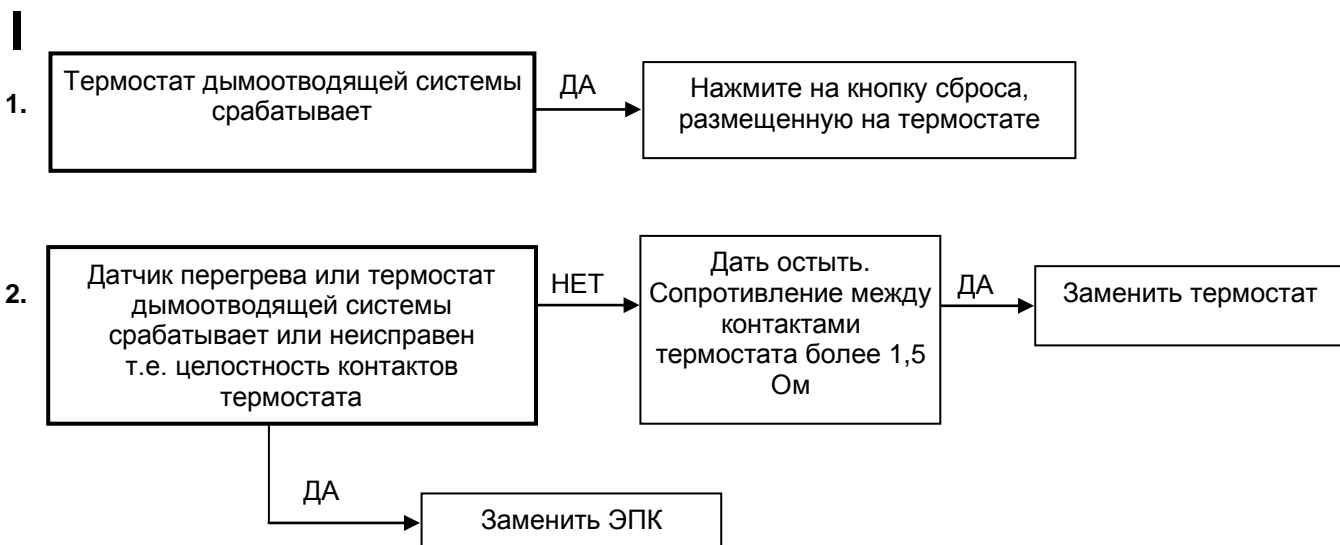 I
1.
Термостат дымоотводящей системы
срабатывает
ДА
Нажмите на кнопку сброса,
размещенную на термостате
2.
Датчик перегрева или термостат
дымоотводящей системы
срабатывает или неисправен
т.е. целостность контактов
термостата
НЕТ
Дать остыть.
Сопротивление между
контактами
термостата более 1,5
Ом
ДА
Заменить термостат
ДА
Заменить ЭПК